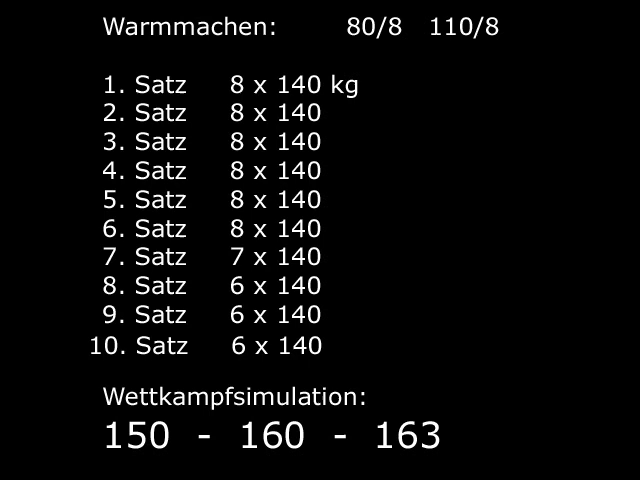 Warmmachen: 80/8 110/8
1. Satz 8 x 140 kg
2. Satz 8 x 140
3. Satz 8 x 140
4. Satz 8 x 140
5. Satz 8 x 140
6. Satz 8 x 140
7. Satz 7 x 140
8. Satz 6 x 140
9. Satz 6 x 140
10. Satz 6 x 140
Wettkampfsimulation:
150 - 160 - 163